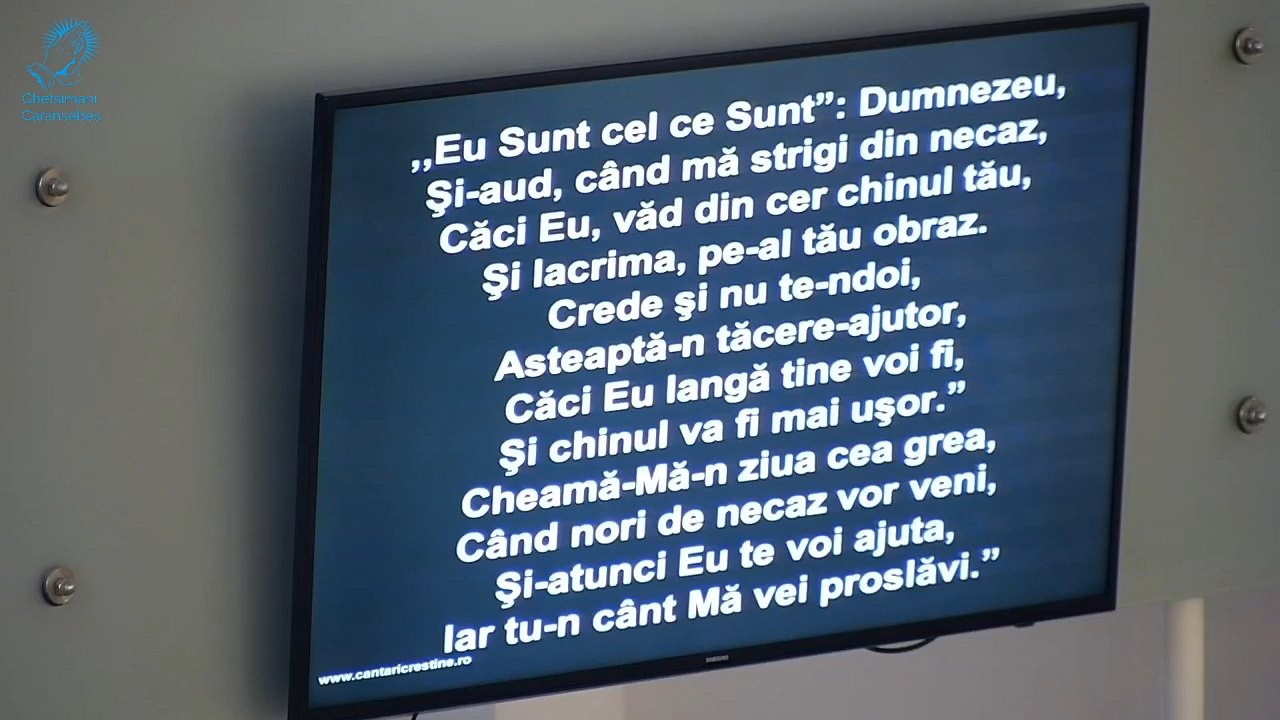 Ghetsimani
Caransebeș
,,Eu Sunt cel ce Sunt”: Dumnezeu,
Şi-aud, când mă strigi din necaz,
Căci Eu, văd din cer chinul tău,
Şi lacrima, pe-al tău obraz.
Crede şi nu te-ndoi,
Asteaptă-n tăcere-ajutor,
Căci Eu langă tine voi fi,
Şi chinul va fi mai uşor.”
Cheamă-Mă-n ziua cea grea,
Când nori de necaz vor veni,
Şi-atunci Eu te voi ajuta,
Iar tu-n cânt Mă vei proslăvi.”
www.cantaricrestine.ro
SAMSUNG